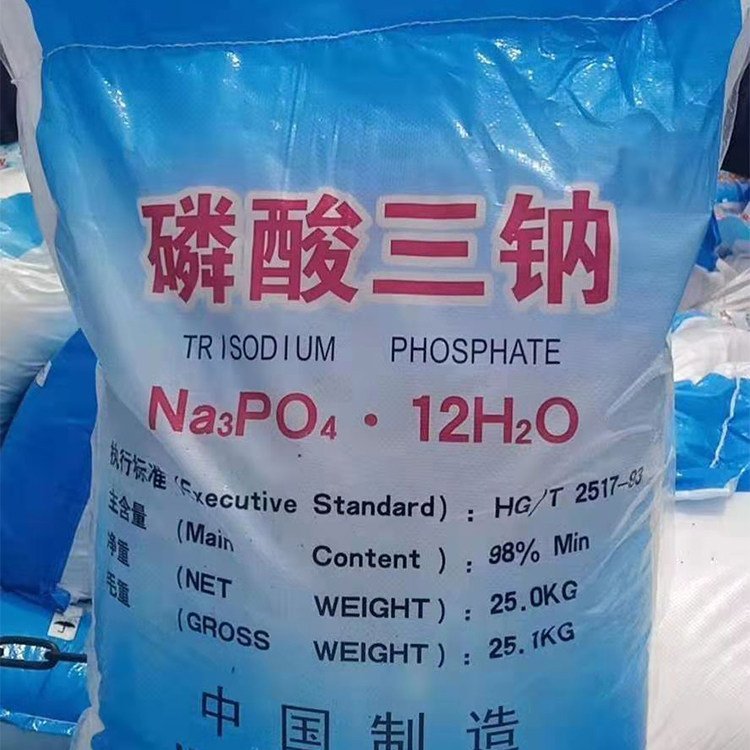 磷酸三钠
TRISODIUM PHOSPHATE
Na₃PO₄ · 12H₂O
执行标准 (Executive Standard) : HG/T 2517-93
主含量 (Main Content ) : 98% Min
净重 (NET WEIGHT) : 25.0KG
毛重 (GROSS WEIGHT) : 25.1KG
中国制造